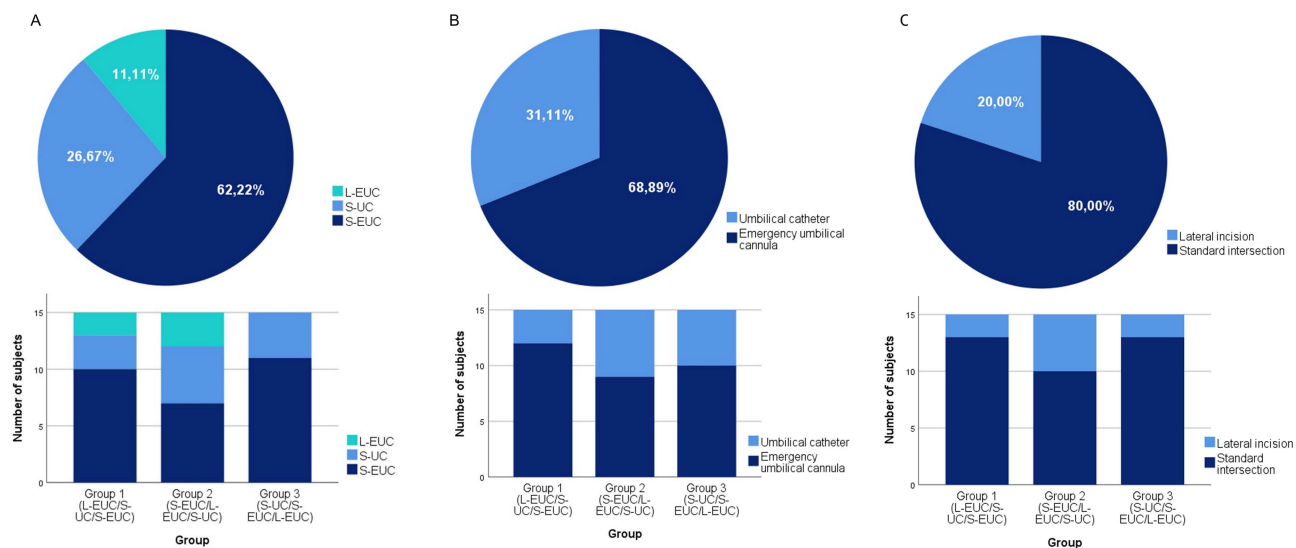 A
11,11%
26,67%
62,22%
L-EUC
S-UC
S-EUC
Number of subjects
15
10
5
0
L-EUC
S-UC
S-EUC
Group 1
(L-EUC/S-
UC/S-EUC)
Group 2
(S-EUC/L-
EUC/S-UC)
Group 3
(S-UC/S-
EUC/L-EUC)
Group
B
31,11%
68,89%
Umbilical catheter
Emergency umbilical
cannula
Number of subjects
15
10
5
0
Umbilical catheter
Emergency
umbilical cannula
Group 1
(L-EUC/S-
UC/S-EUC)
Group 2
(S-EUC/L-
EUC/S-UC)
Group 3
(S-UC/S-
EUC/L-EUC)
Group
C
20,00%
80,00%
Lateral incision
Standard intersection
Number of subjects
15
10
5
0
Lateral incision
Standard
intersection
Group 1
(L-EUC/S-
UC/S-EUC)
Group 2
(S-EUC/L-
EUC/S-UC)
Group 3
(S-UC/S-
EUC/L-EUC)
Group